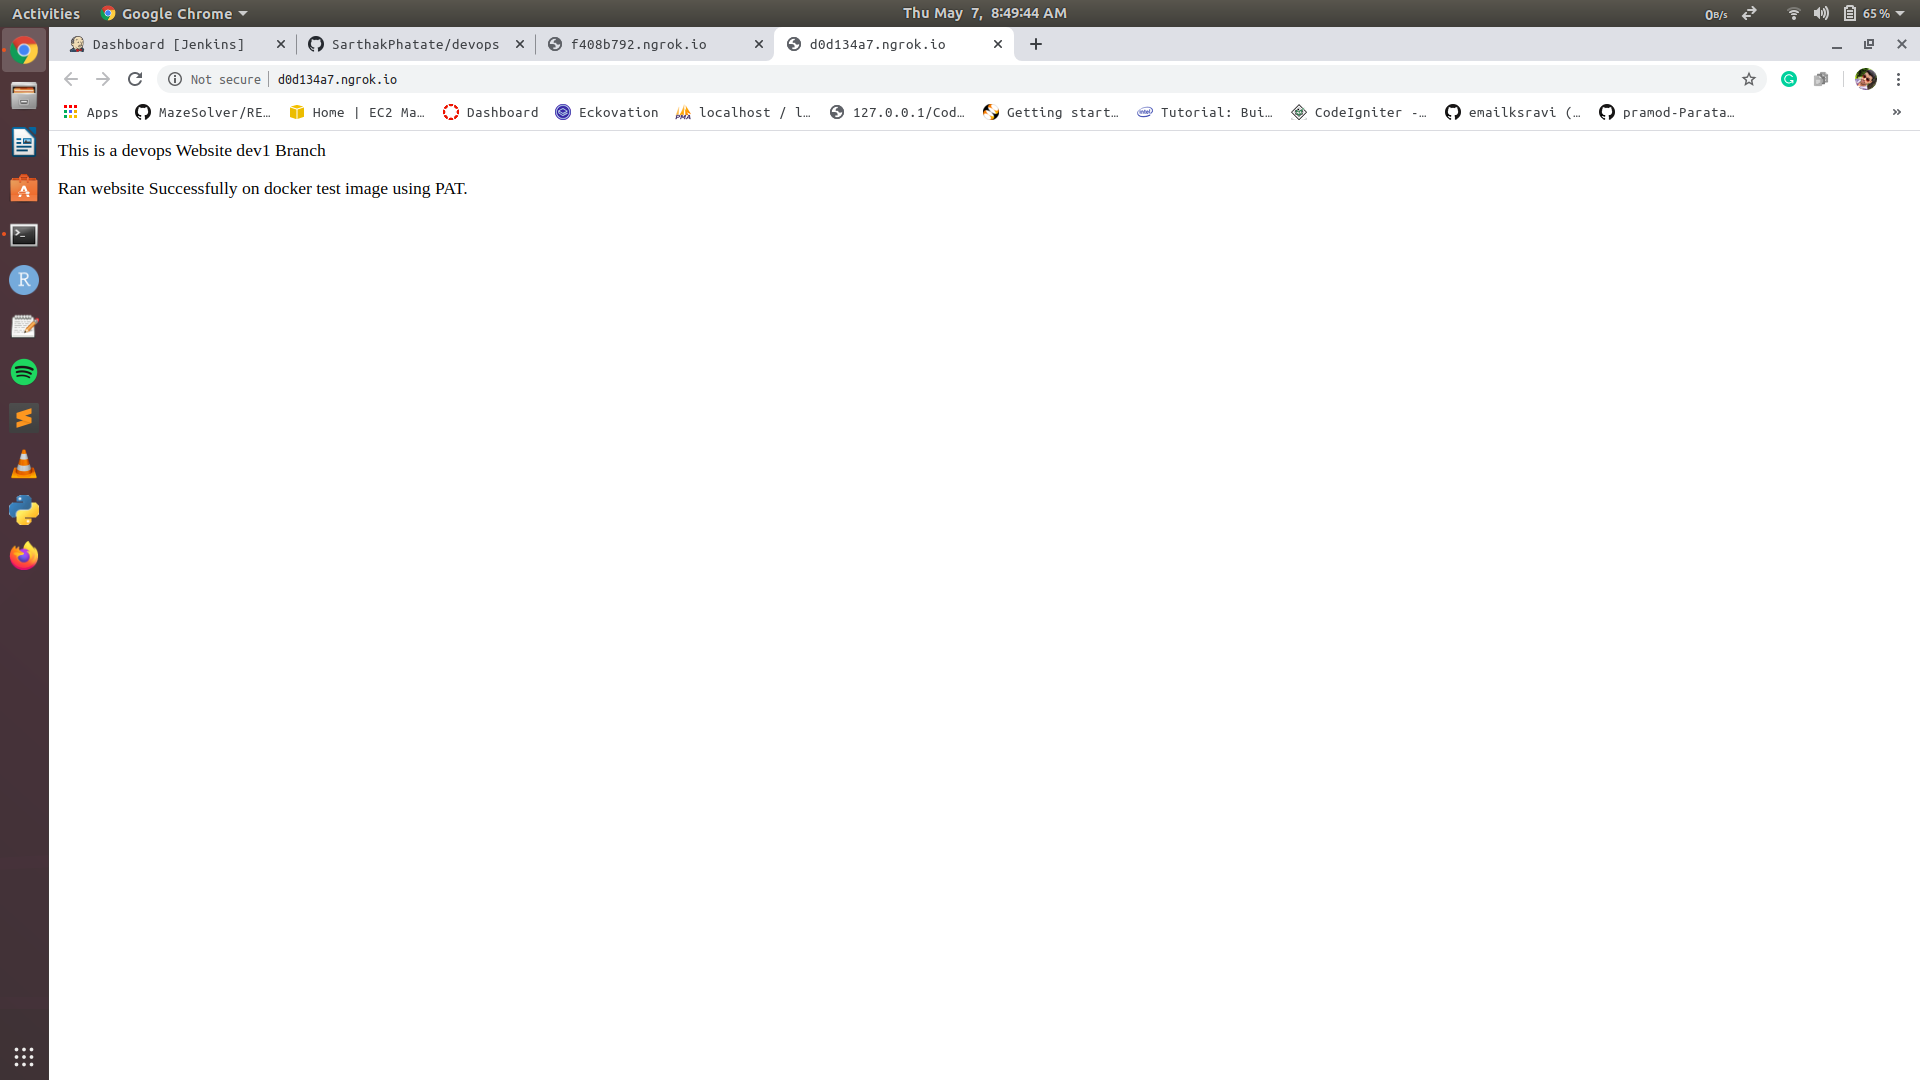 Activities Google Chrome Thu May 7, 8:49:44 AM 0B/s 65%
Dashboard [Jenkins] SarthakPhatate/devops f408b792.ngrok.io d0d134a7.ngrok.io
Not secure d0d134a7.ngrok.io
Apps MazeSolver/RE… Home | EC2 Ma… Dashboard Eckovation localhost / l… 127.0.0.1/Cod… Getting start… Tutorial: Bui… CodeIgniter -… emailksravi (… pramod-Parata… »
This is a devops Website dev1 Branch
Ran website Successfully on docker test image using PAT.